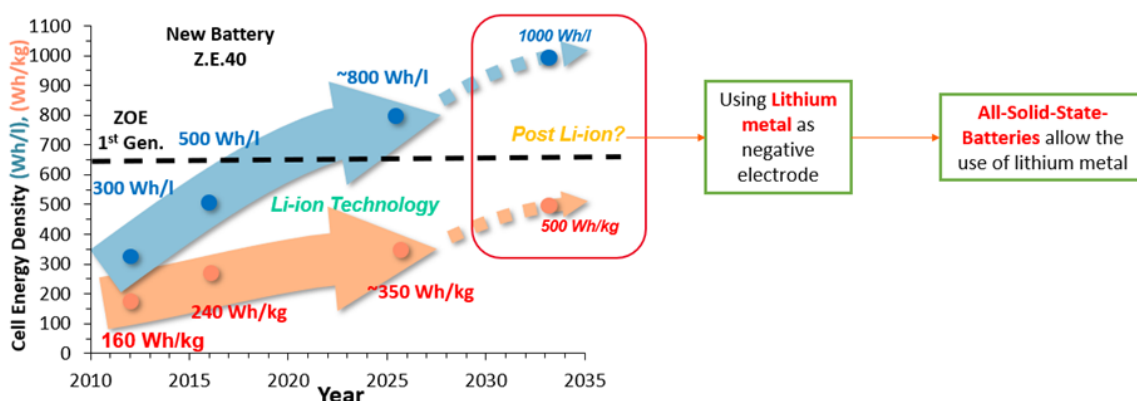 Cell Energy Density (Wh/l), (Wh/kg)
1100
1000
900
800
700
600
500
400
300
200
100
0
New Battery
Z.E.40
ZOE
1st Gen.
300 Wh/l
500 Wh/l
~800 Wh/l
1000 Wh/l
Li-ion Technology
Post Li-ion?
160 Wh/kg
240 Wh/kg
~350 Wh/kg
500 Wh/kg
2010
2015
2020
2025
2030
2035
Year
Using Lithium
metal as
negative
electrode
All-Solid-State-
Batteries allow the
use of lithium metal